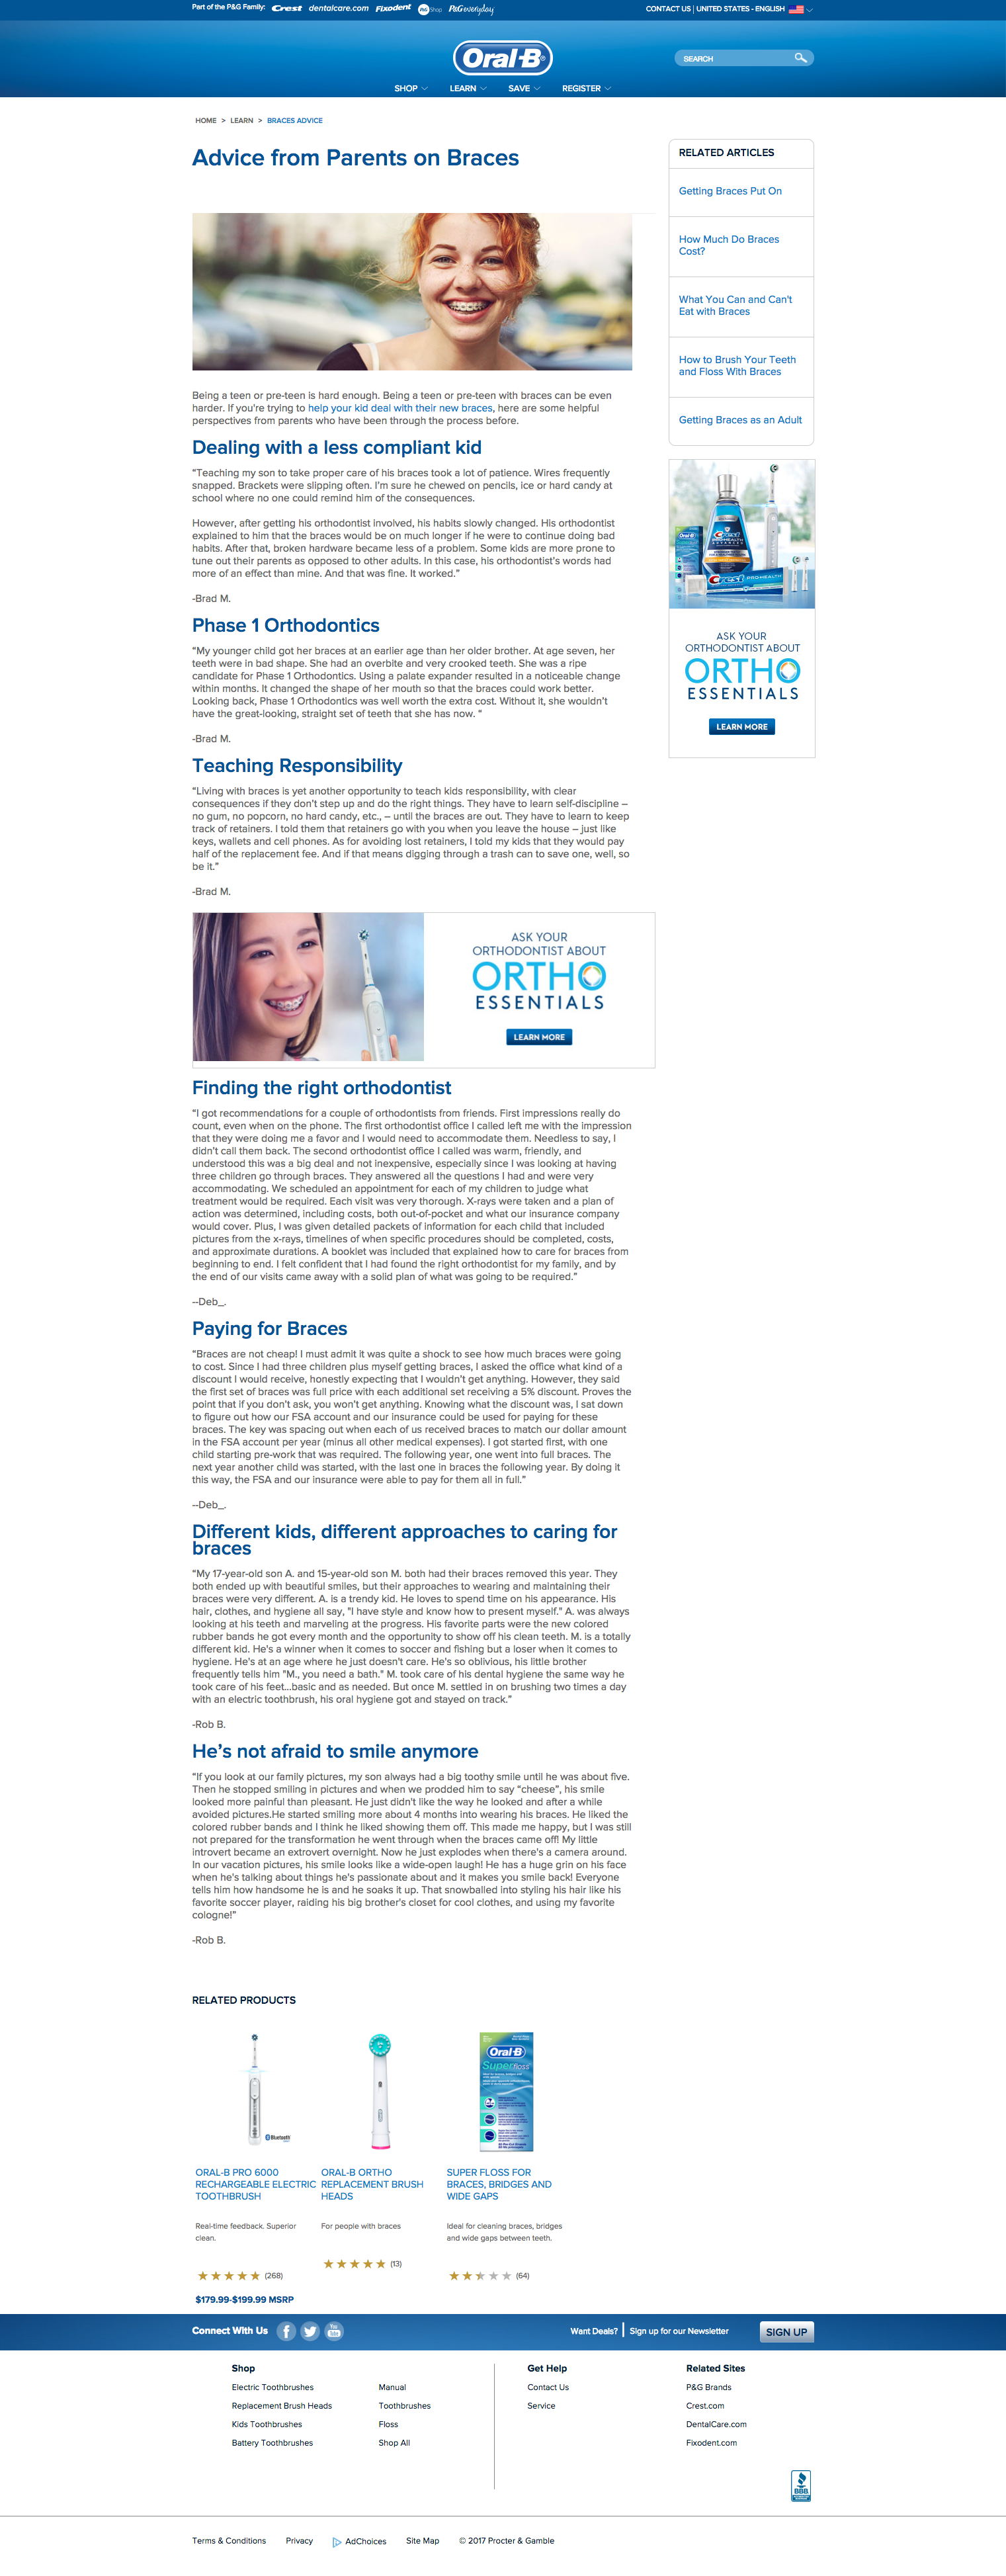 Part of the P&G Family: Crest dentalcare.com Fixodent P&G Shop P&Geveryday
CONTACT US | UNITED STATES - ENGLISH
Oral-B
SEARCH
SHOP LEARN SAVE REGISTER
HOME > LEARN > BRACES ADVICE
Advice from Parents on Braces
Being a teen or pre-teen is hard enough. Being a teen or pre-teen with braces can be even
harder. If you're trying to help your kid deal with their new braces, here are some helpful
perspectives from parents who have been through the process before.
Dealing with a less compliant kid
“Teaching my son to take proper care of his braces took a lot of patience. Wires frequently
snapped. Brackets were slipping often. I'm sure he chewed on pencils, ice or hard candy at
school where no one could remind him of the consequences.
However, after getting his orthodontist involved, his habits slowly changed. His orthodontist
explained to him that the braces would be on much longer if he were to continue doing bad
habits. After that, broken hardware became less of a problem. Some kids are more prone to
tune out their parents as opposed to other adults. In this case, his orthodontist's words had
more of an effect than mine. And that was fine. It worked.”
-Brad M.
Phase 1 Orthodontics
“My younger child got her braces at an earlier age than her older brother. At age seven, her
teeth were in bad shape. She had an overbite and very crooked teeth. She was a ripe
candidate for Phase 1 Orthodontics. Using a palate expander resulted in a noticeable change
within months. It changed the shape of her mouth so that the braces could work better.
Looking back, Phase 1 Orthodontics was well worth the extra cost. Without it, she wouldn't
have the great-looking, straight set of teeth that she has now. “
-Brad M.
Teaching Responsibility
“Living with braces is yet another opportunity to teach kids responsibility, with clear
consequences if they don't step up and do the right things. They have to learn self-discipline –
no gum, no popcorn, no hard candy, etc., – until the braces are out. They have to learn to keep
track of retainers. I told them that retainers go with you when you leave the house – just like
keys, wallets and cell phones. As for avoiding lost retainers, I told my kids that they would pay
half of the replacement fee. And if that means digging through a trash can to save one, well, so
be it.”
-Brad M.
ASK YOUR
ORTHODONTIST ABOUT
ORTHO
ESSENTIALS
LEARN MORE
Finding the right orthodontist
“I got recommendations for a couple of orthodontists from friends. First impressions really do
count, even when on the phone. The first orthodontist office I called left me with the impression
that they were doing me a favor and I would need to accommodate them. Needless to say, I
didn't call them back. The second orthodontist office I called was warm, friendly, and
understood this was a big deal and not inexpensive, especially since I was looking at having
three children go through braces. They answered all the questions I had and were very
accommodating. We scheduled an appointment for each of my children to judge what
treatment would be required. Each visit was very thorough. X-rays were taken and a plan of
action was determined, including costs, both out-of-pocket and what our insurance company
would cover. Plus, I was given detailed packets of information for each child that included
pictures from the x-rays, timelines of when specific procedures should be completed, costs,
and approximate durations. A booklet was included that explained how to care for braces from
beginning to end. I felt confident that I had found the right orthodontist for my family, and by
the end of our visits came away with a solid plan of what was going to be required.”
--Deb_.
Paying for Braces
“Braces are not cheap! I must admit it was quite a shock to see how much braces were going
to cost. Since I had three children plus myself getting braces, I asked the office what kind of a
discount I would receive, honestly expecting that I wouldn't get anything. However, they said
the first set of braces was full price with each additional set receiving a 5% discount. Proves the
point that if you don't ask, you won't get anything. Knowing what the discount was, I sat down
to figure out how our FSA account and our insurance could be used for paying for these
braces. The key was spacing out when each of us received braces to match our dollar amount
in the FSA account per year (minus all other medical expenses). I got started first, with one
child starting pre-work that was required. The following year, one went into full braces. The
next year another child was started, with the last one in braces the following year. By doing it
this way, the FSA and our insurance were able to pay for them all in full.”
--Deb_.
Different kids, different approaches to caring for
braces
“My 17-year-old son A. and 15-year-old son M. both had their braces removed this year. They
both ended up with beautiful smiles, but their approaches to wearing and maintaining their
braces were very different. A. is a trendy kid. He loves to spend time on his appearance. His
hair, clothes, and hygiene all say, "I have style and know how to present myself." A. was always
looking at his teeth and marveling at the progress. His favorite parts were the new colored
rubber bands he got every month and the opportunity to show off his clean teeth. M. is a totally
different kid. He's a winner when it comes to soccer and fishing but a loser when it comes to
hygiene. He's at an age where he just doesn't care. He's so oblivious, his little brother
frequently tells him "M., you need a bath." M. took care of his dental hygiene the same way he
took care of his feet...basic and as needed. But once M. settled in on brushing two times a day
with an electric toothbrush, his oral hygiene got and stayed on track.”
-Rob B.
He's not afraid to smile anymore
“If you look at our family pictures, my son always had a big toothy smile until he was about five.
Then he stopped smiling in pictures and when we prodded him to say “cheese”, his smile
looked more painful than pleasant. He just didn't like the way he looked and after a while
avoided pictures.He started smiling more about 4 months into wearing his braces. He liked the
colored rubber bands and I think he liked showing them off. This made me happy, but I was still
not prepared for the transformation he went through when the braces came off! My little
introvert became an extrovert overnight. Now he just explodes when there's a camera around.
In our vacation pictures, his smile looks like a wide-open laugh! He has a huge grin on his face
when he's talking about things he's passionate about and it makes you smile back! Everyone
tells him how handsome he is and he soaks it up. That snowballed into styling his hair like his
favorite soccer player, raiding his big brother's closet for cool clothes, and using my favorite
cologne!”
-Rob B.
RELATED ARTICLES
Getting Braces Put On
How Much Do Braces
Cost?
What You Can and Can't
Eat with Braces
How to Brush Your Teeth
and Floss With Braces
Getting Braces as an Adult
Oral-B
Crest
PRO-HEALTH
ADVANCED
Crest PRO-HEALTH
ASK YOUR
ORTHODONTIST ABOUT
ORTHO
ESSENTIALS
LEARN MORE
RELATED PRODUCTS
Bluetooth
Oral-B
Superfloss
ORAL-B PRO 6000
RECHARGEABLE ELECTRIC
TOOTHBRUSH
Real-time feedback. Superior
clean.
(268)
$179.99-$199.99 MSRP
ORAL-B ORTHO
REPLACEMENT BRUSH
HEADS
For people with braces
(13)
SUPER FLOSS FOR
BRACES, BRIDGES AND
WIDE GAPS
Ideal for cleaning braces, bridges
and wide gaps between teeth.
(64)
Connect With Us
You Tube
Want Deals? | Sign up for our Newsletter
SIGN UP
Shop
Electric Toothbrushes
Replacement Brush Heads
Kids Toothbrushes
Battery Toothbrushes
Manual
Toothbrushes
Floss
Shop All
Get Help
Contact Us
Service
Related Sites
P&G Brands
Crest.com
DentalCare.com
Fixodent.com
BBB
Terms & Conditions Privacy AdChoices Site Map © 2017 Procter & Gamble